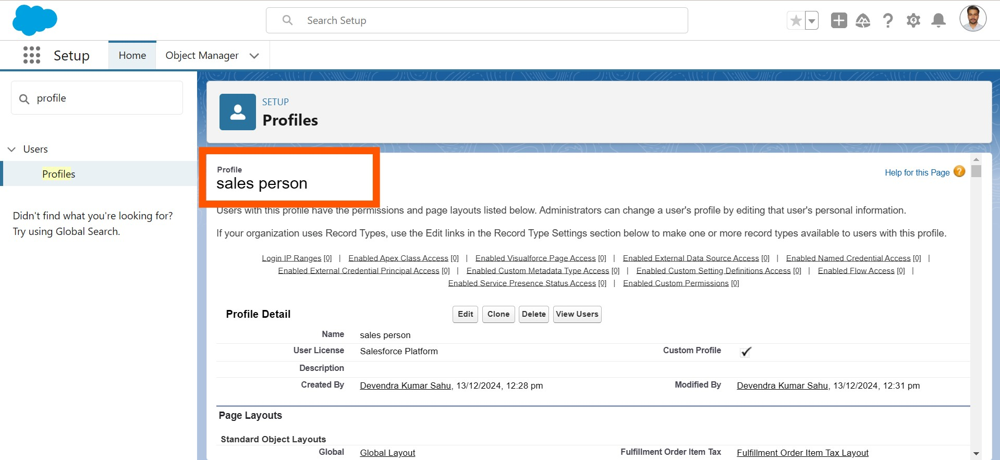 Search Setup
Setup
Home
Object Manager
profile
Users
Profiles
Didn't find what you're looking for?
Try using Global Search.
SETUP
Profiles
Profile
sales person
Help for this Page
Users with this profile have the permissions and page layouts listed below. Administrators can change a user's profile by editing that user's personal information.
If your organization uses Record Types, use the Edit links in the Record Type Settings section below to make one or more record types available to users with this profile.
Login IP Ranges [0] | Enabled Apex Class Access [0] | Enabled Visualforce Page Access [0] | Enabled External Data Source Access [0] | Enabled Named Credential Access [0] |
Enabled External Credential Principal Access [0] | Enabled Custom Metadata Type Access [0] | Enabled Custom Setting Definitions Access [0] | Enabled Flow Access [0] |
Enabled Service Presence Status Access [0] | Enabled Custom Permissions [0]
Profile Detail Edit Clone Delete View Users
Name sales person
User License Salesforce Platform Custom Profile
Description
Created By Devendra Kumar Sahu, 13/12/2024, 12:28 pm Modified By Devendra Kumar Sahu, 13/12/2024, 12:31 pm
Page Layouts
Standard Object Layouts
Global Global Layout Fulfillment Order Item Tax Fulfillment Order Item Tax Layout